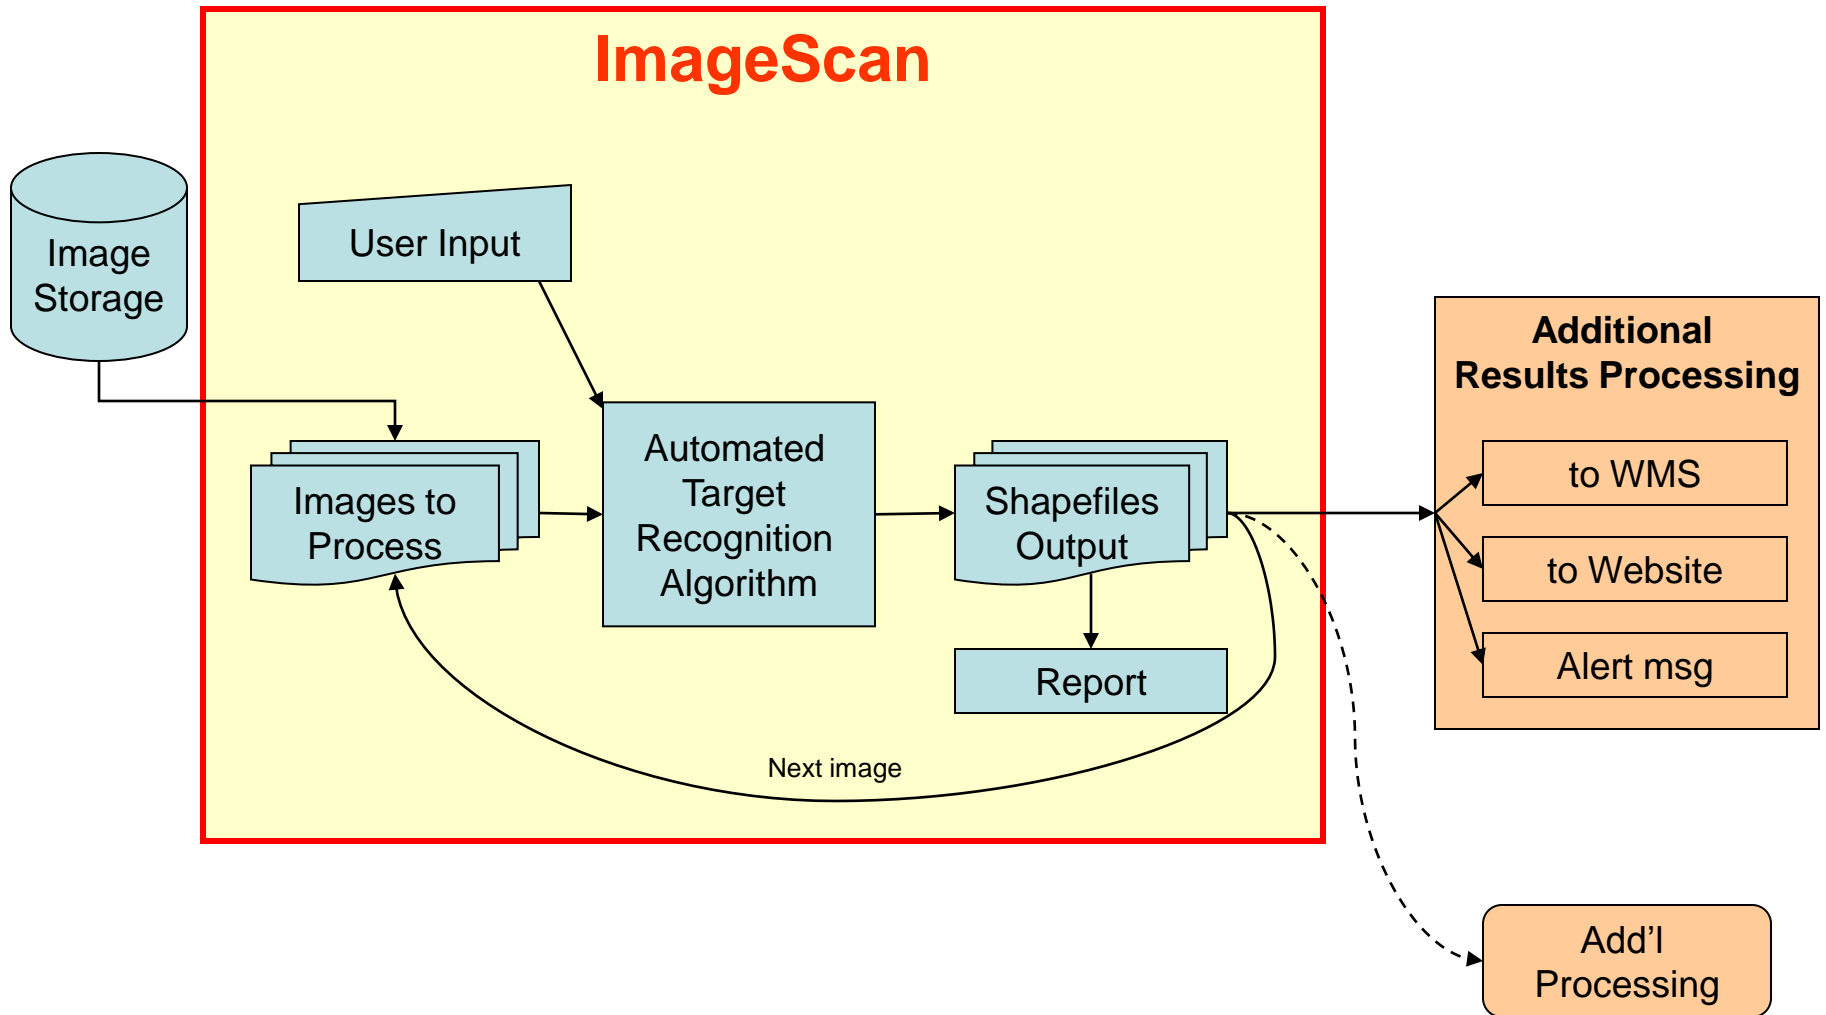 ImageScan
Image
Storage
User Input
Images to
Process
Automated
Target
Recognition
Algorithm
Shapefiles
Output
Report
Next image
Additional
Results Processing
to WMS
to Website
Alert msg
Add’l
Processing